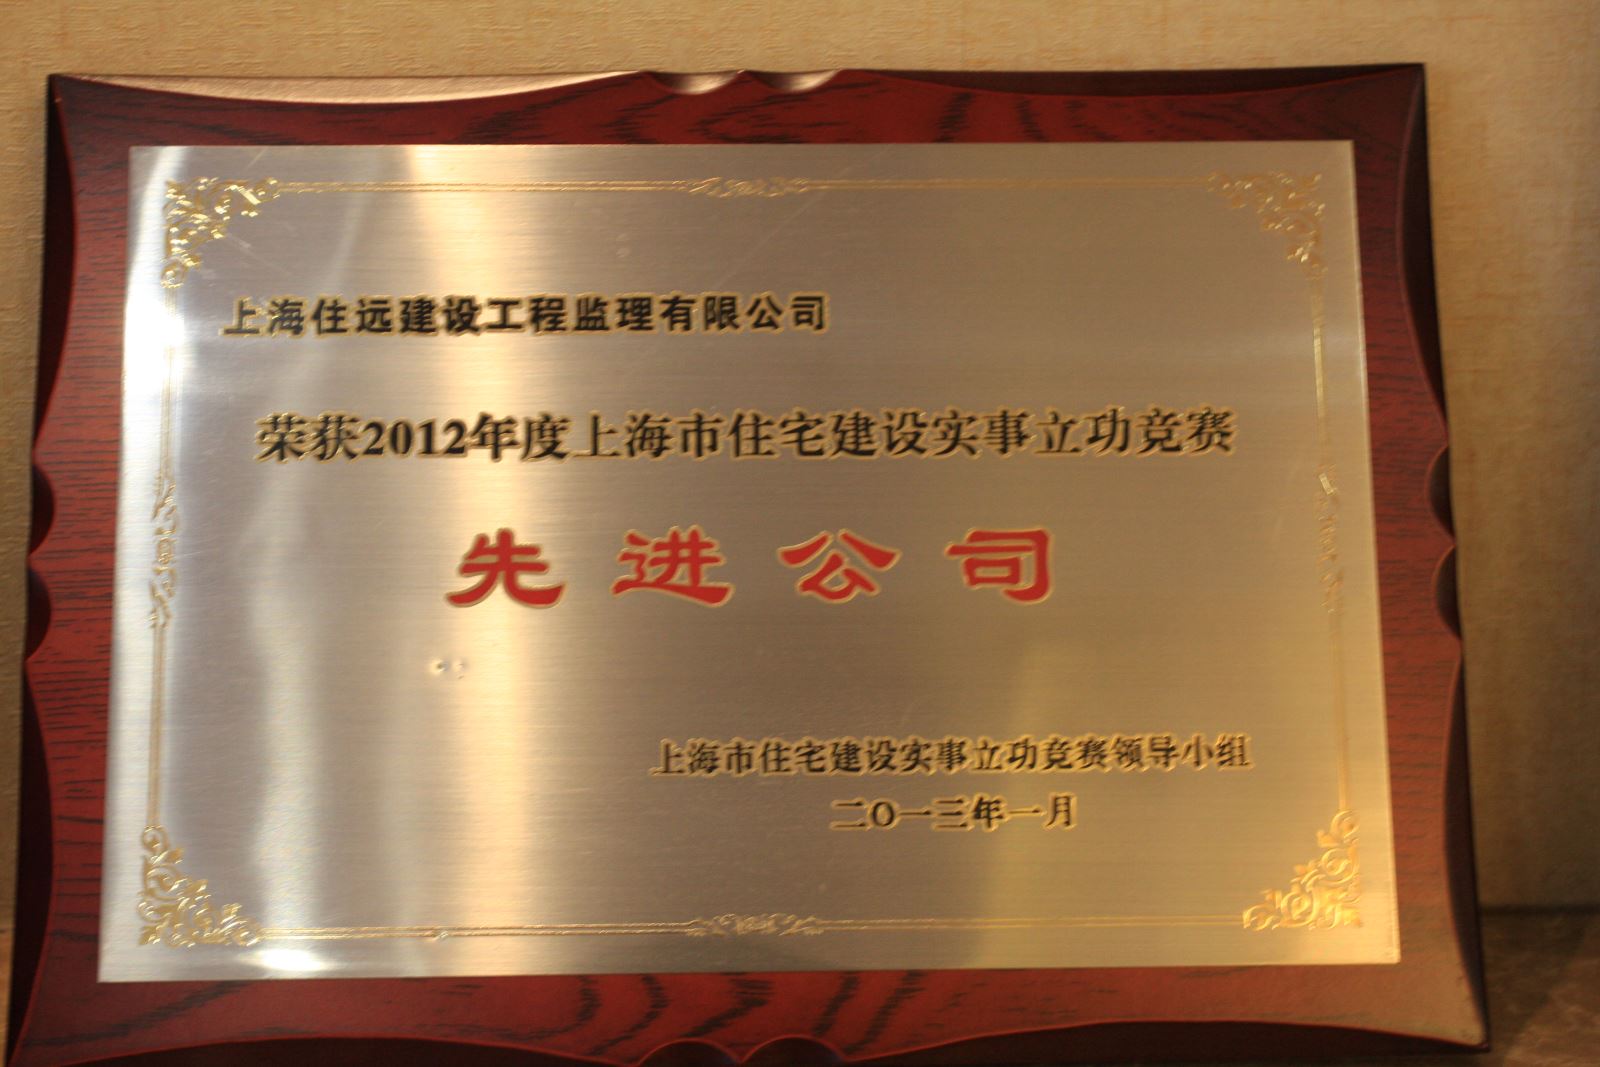 上海住远建设工程监理有限公司
荣获2012年度上海市住宅建设实事立功竞赛
先进公司
上海市住宅建设实事立功竞赛领导小组
二〇一三年一月